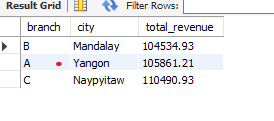 Result Grid Filter Rows:
branch city total_revenue
B Mandalay 104534.93
A Yangon 105861.21
C Naypyitaw 110490.93